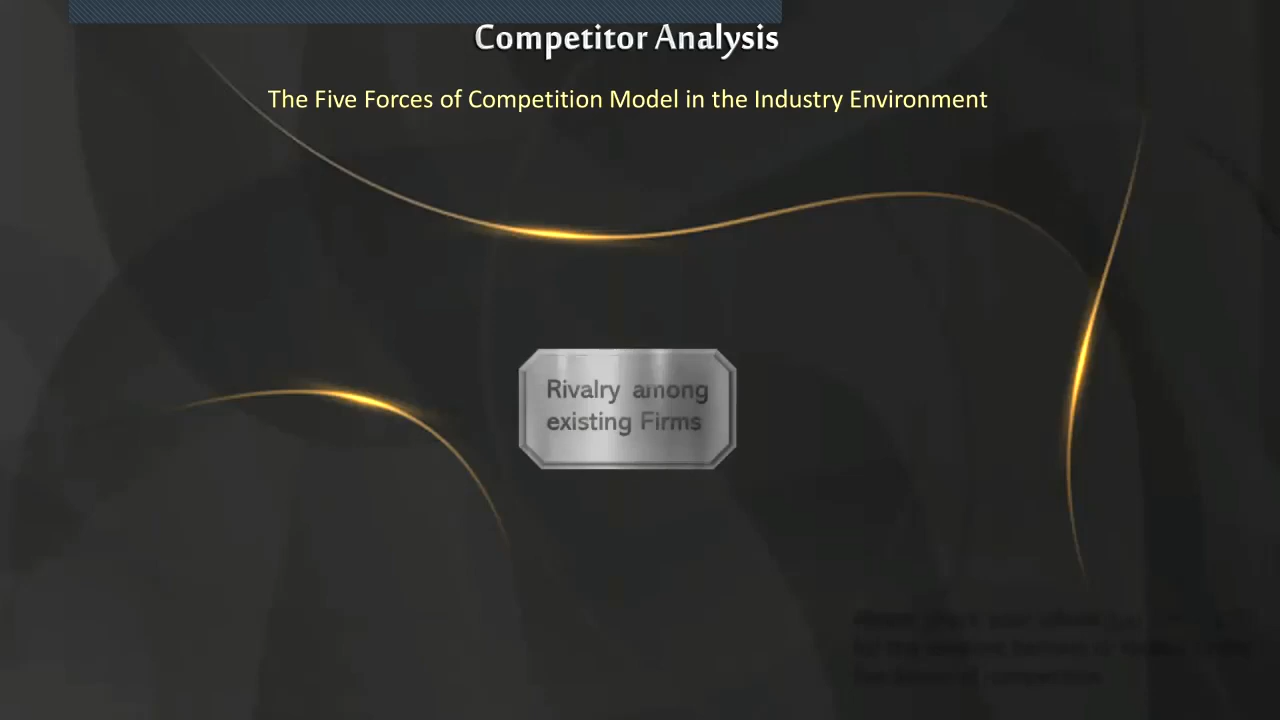 Competitor Analysis
The Five Forces of Competition Model in the Industry Environment
Rivalry among
existing Firms